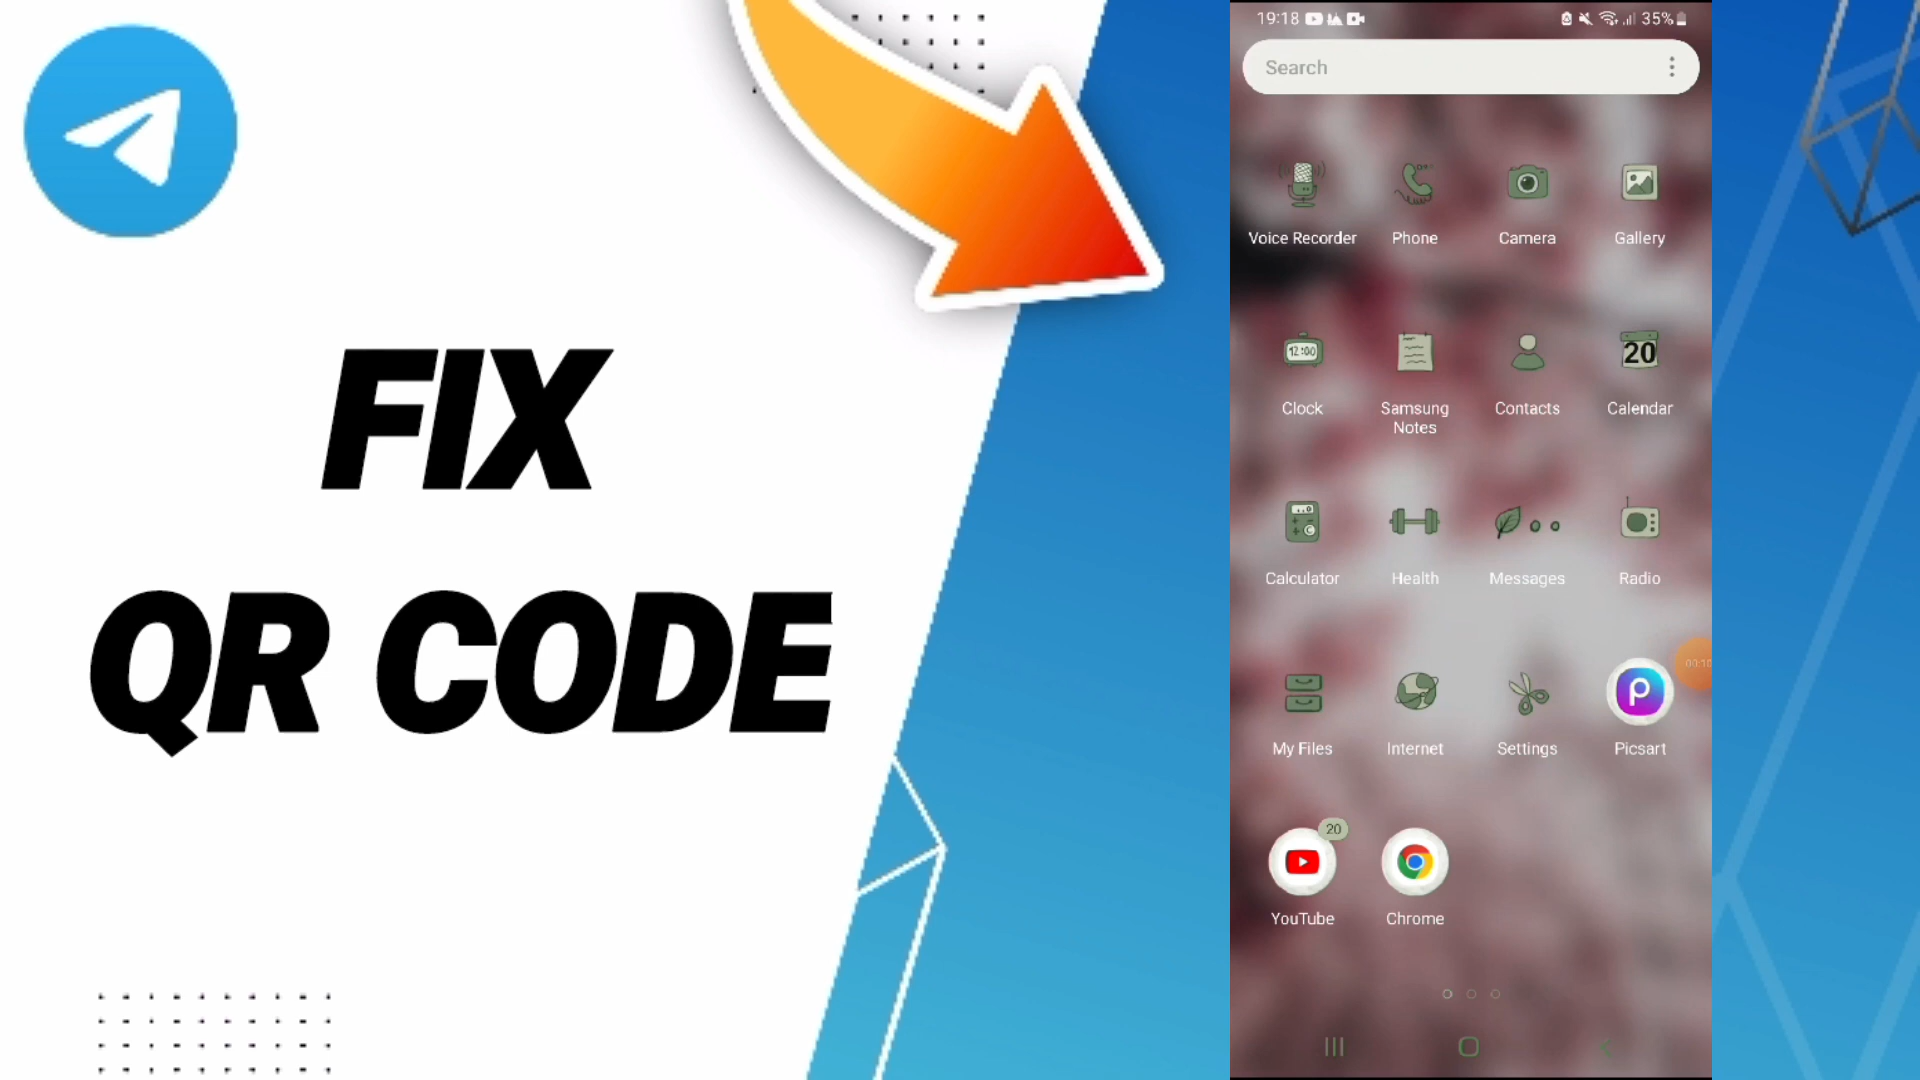 FIX
QR CODE
19:18
35%
Search
Voice Recorder
Phone
Camera
Gallery
12:00
20
Clock
Samsung
Notes
Contacts
Calendar
Calculator
Health
Messages
Radio
My Files
Internet
Settings
Picsart
20
YouTube
Chrome